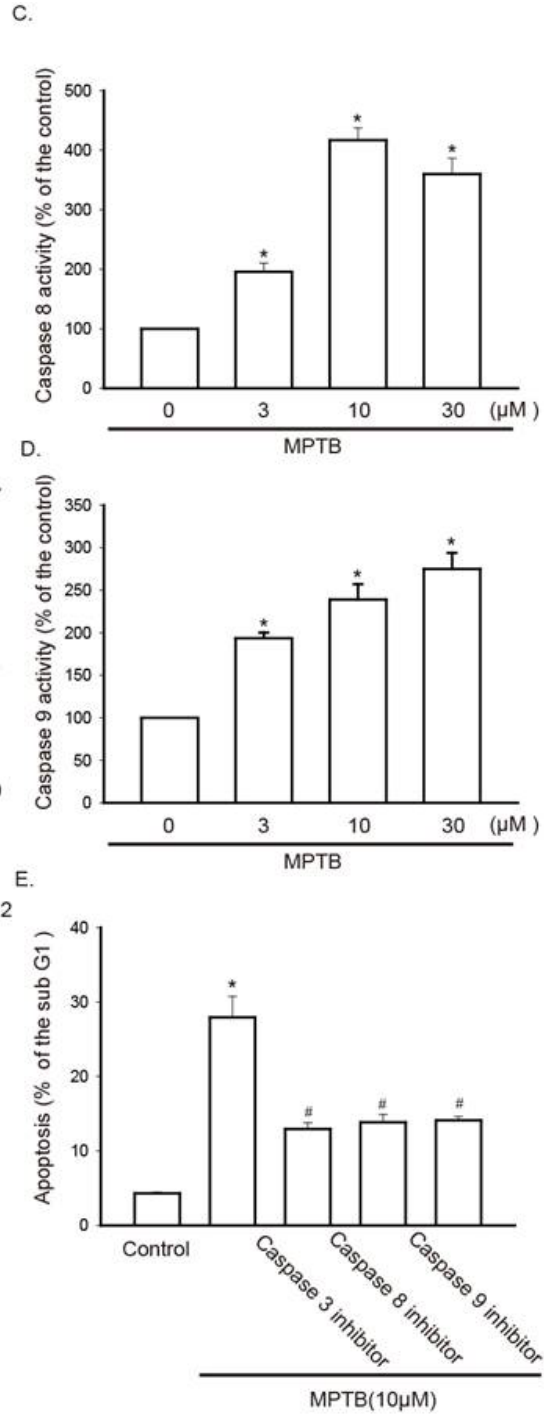 C.
Caspase 8 activity (% of the control)
500
400
300
200
100
0
*
*
*
0 3 10 30 (µM )
MPTB
D.
Caspase 9 activity (% of the control)
350
300
250
200
150
100
50
0
*
*
*
0 3 10 30 (µM )
MPTB
E.
2
Apoptosis (% of the sub G1 )
40
30
20
10
0
*
#
#
#
Control
Caspase 3 inhibitor
Caspase 8 inhibitor
Caspase 9 inhibitor
MPTB(10µM)